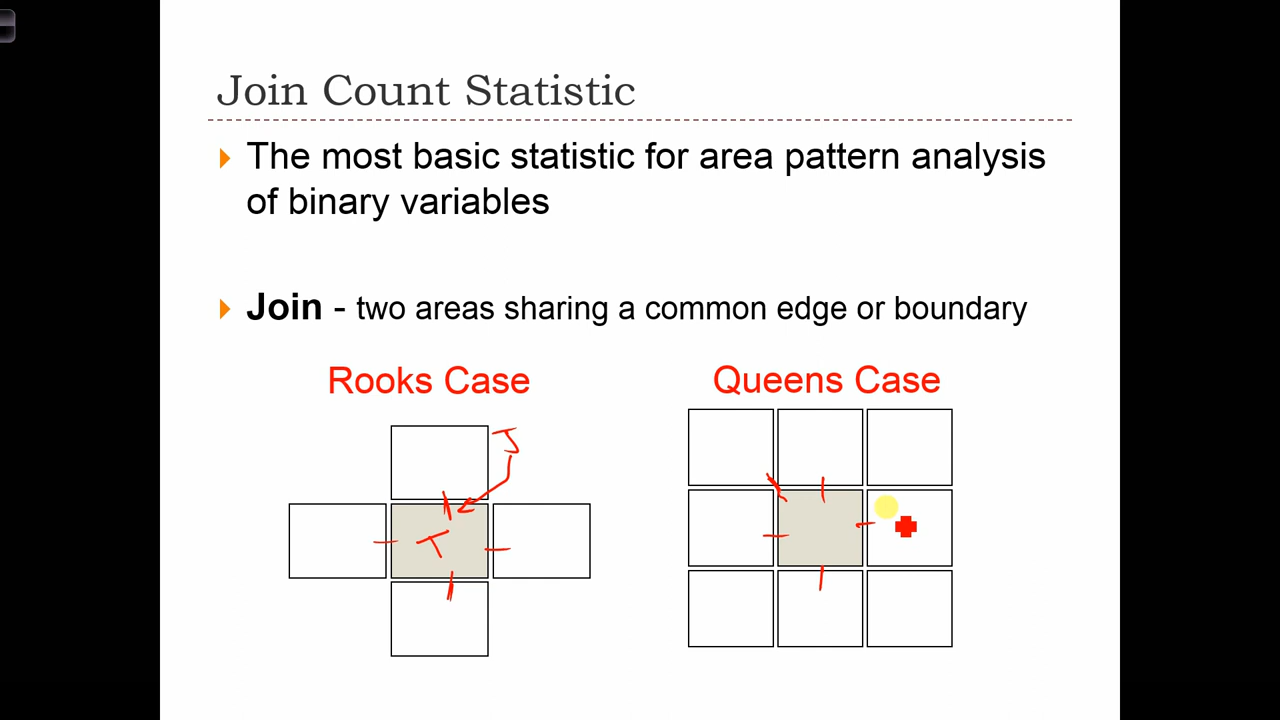 Join Count Statistic
The most basic statistic for area pattern analysis
of binary variables
Join - two areas sharing a common edge or boundary
Rooks Case
Queens Case
J
J